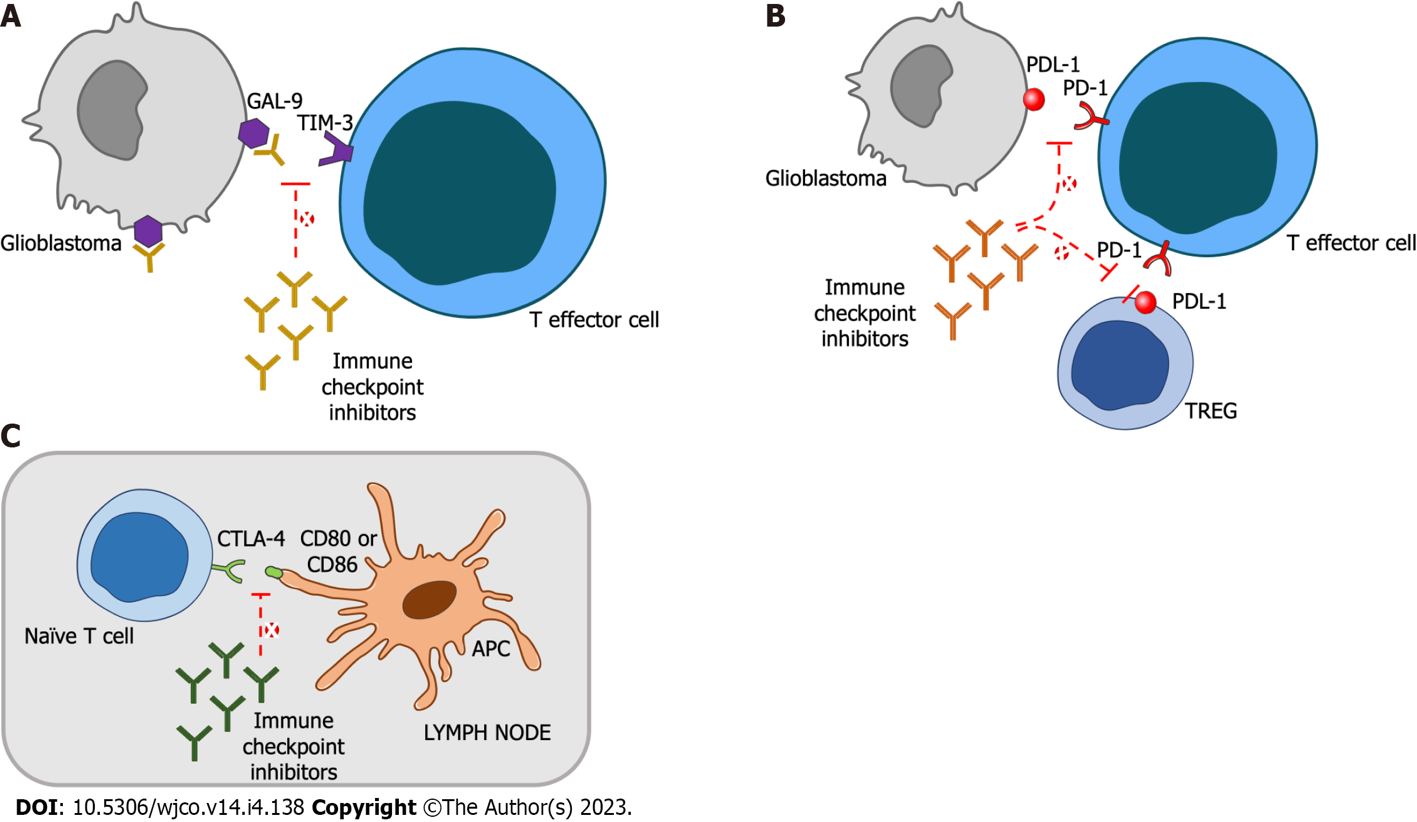 A
GAL-9
TIM-3
Glioblastoma
T effector cell
Immune
checkpoint
inhibitors
B
PDL-1
PD-1
Glioblastoma
T effector cell
PD-1
Immune
checkpoint
inhibitors
PDL-1
TREG
C
CTLA-4
CD80 or
CD86
Naïve T cell
APC
Immune
checkpoint
inhibitors
LYMPH NODE
DOI: 10.5306/wjco.v14.i4.138 Copyright ©The Author(s) 2023.